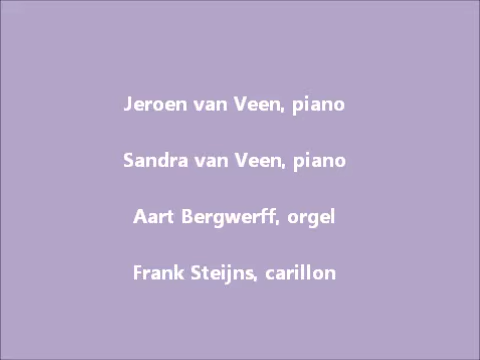 Jeroen van Veen, piano
Sandra van Veen, piano
Aart Bergwerff, orgel
Frank Steijns, carillon